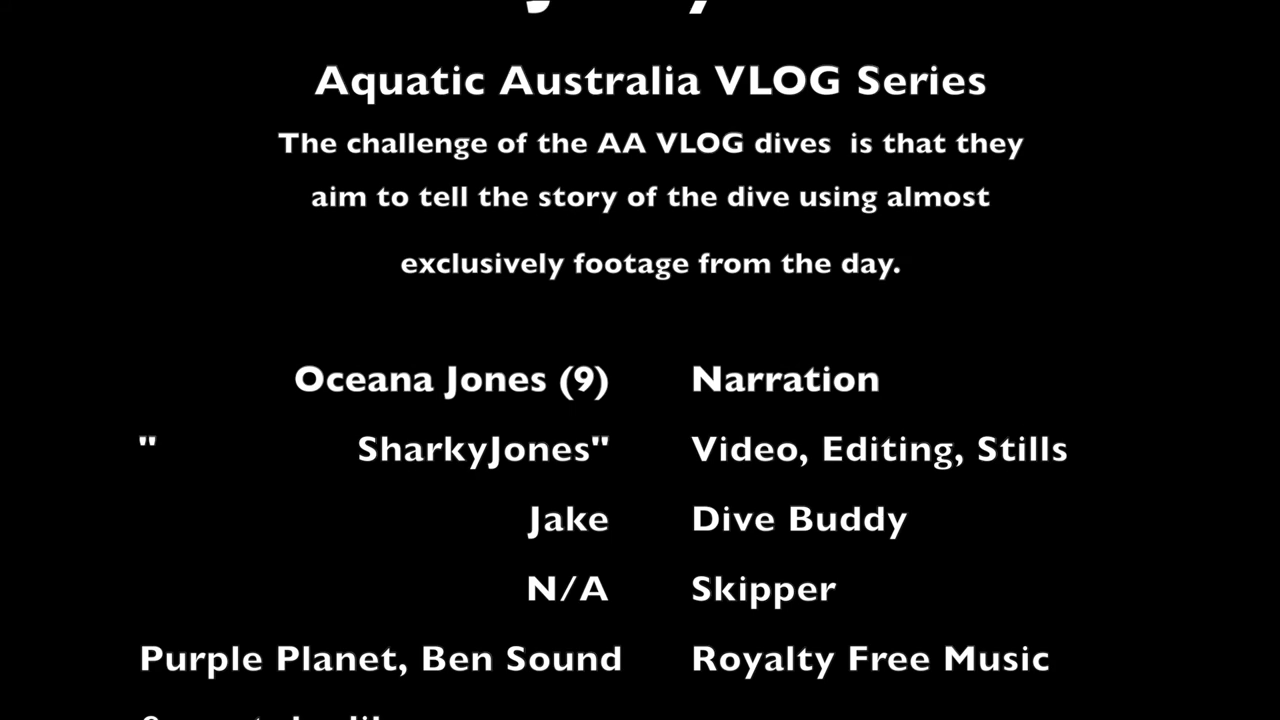 Aquatic Australia VLOG Series
The challenge of the AA VLOG dives is that they
aim to tell the story of the dive using almost
exclusively footage from the day.
Oceana Jones (9) Narration
" SharkyJones" Video, Editing, Stills
Jake Dive Buddy
N/A Skipper
Purple Planet, Ben Sound Royalty Free Music